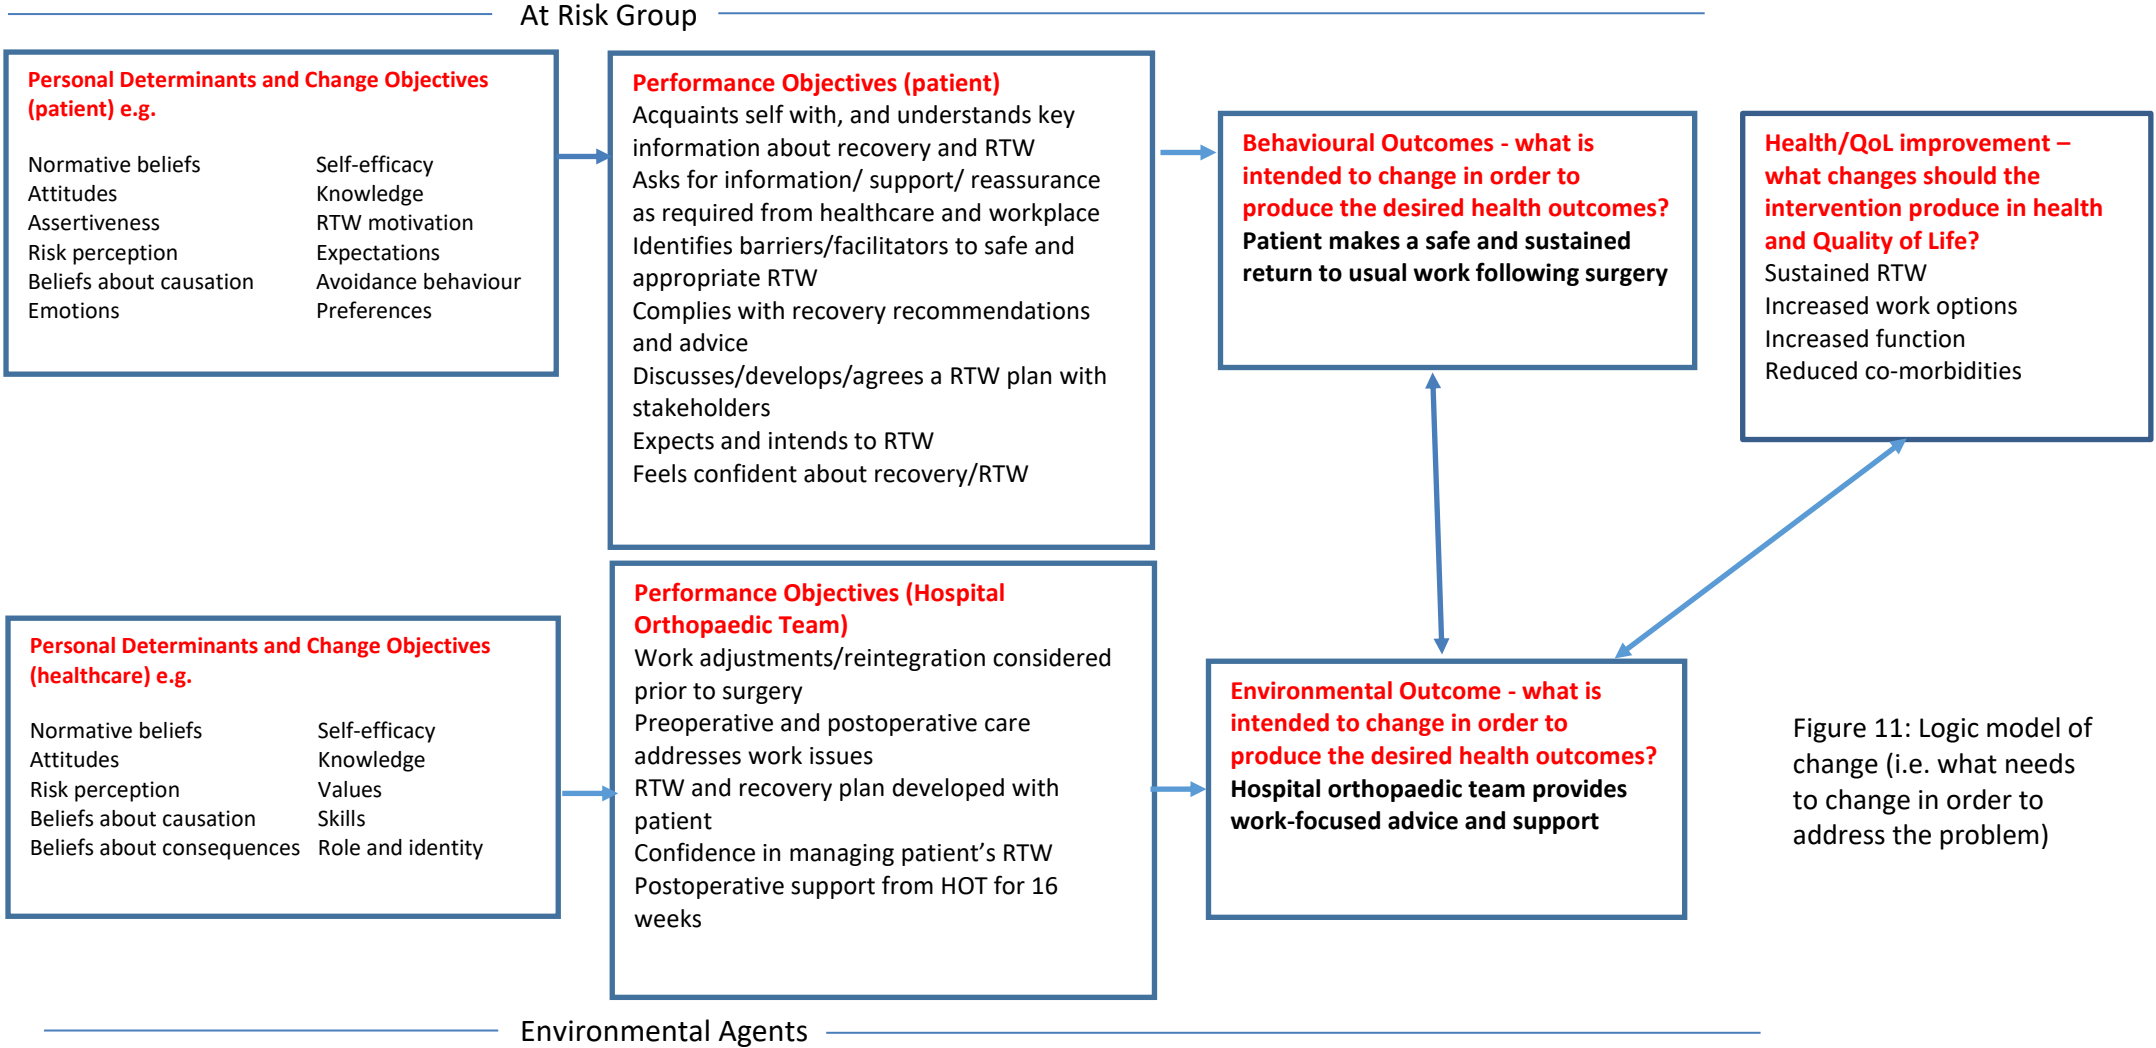 At Risk Group
Personal Determinants and Change Objectives
(patient) e.g.
Normative beliefs
Attitudes
Assertiveness
Risk perception
Beliefs about causation
Emotions
Self-efficacy
Knowledge
RTW motivation
Expectations
Avoidance behaviour
Preferences
Performance Objectives (patient)
Acquaints self with, and understands key
information about recovery and RTW
Asks for information/ support/ reassurance
as required from healthcare and workplace
Identifies barriers/facilitators to safe and
appropriate RTW
Complies with recovery recommendations
and advice
Discusses/develops/agrees a RTW plan with
stakeholders
Expects and intends to RTW
Feels confident about recovery/RTW
Behavioural Outcomes - what is
intended to change in order to
produce the desired health outcomes?
Patient makes a safe and sustained
return to usual work following surgery
Health/QoL improvement –
what changes should the
intervention produce in health
and Quality of Life?
Sustained RTW
Increased work options
Increased function
Reduced co-morbidities
Personal Determinants and Change Objectives
(healthcare) e.g.
Normative beliefs
Attitudes
Risk perception
Beliefs about causation
Beliefs about consequences
Self-efficacy
Knowledge
Values
Skills
Role and identity
Performance Objectives (Hospital
Orthopaedic Team)
Work adjustments/reintegration considered
prior to surgery
Preoperative and postoperative care
addresses work issues
RTW and recovery plan developed with
patient
Confidence in managing patient’s RTW
Postoperative support from HOT for 16
weeks
Environmental Outcome - what is
intended to change in order to
produce the desired health outcomes?
Hospital orthopaedic team provides
work-focused advice and support
Figure 11: Logic model of
change (i.e. what needs
to change in order to
address the problem)
Environmental Agents